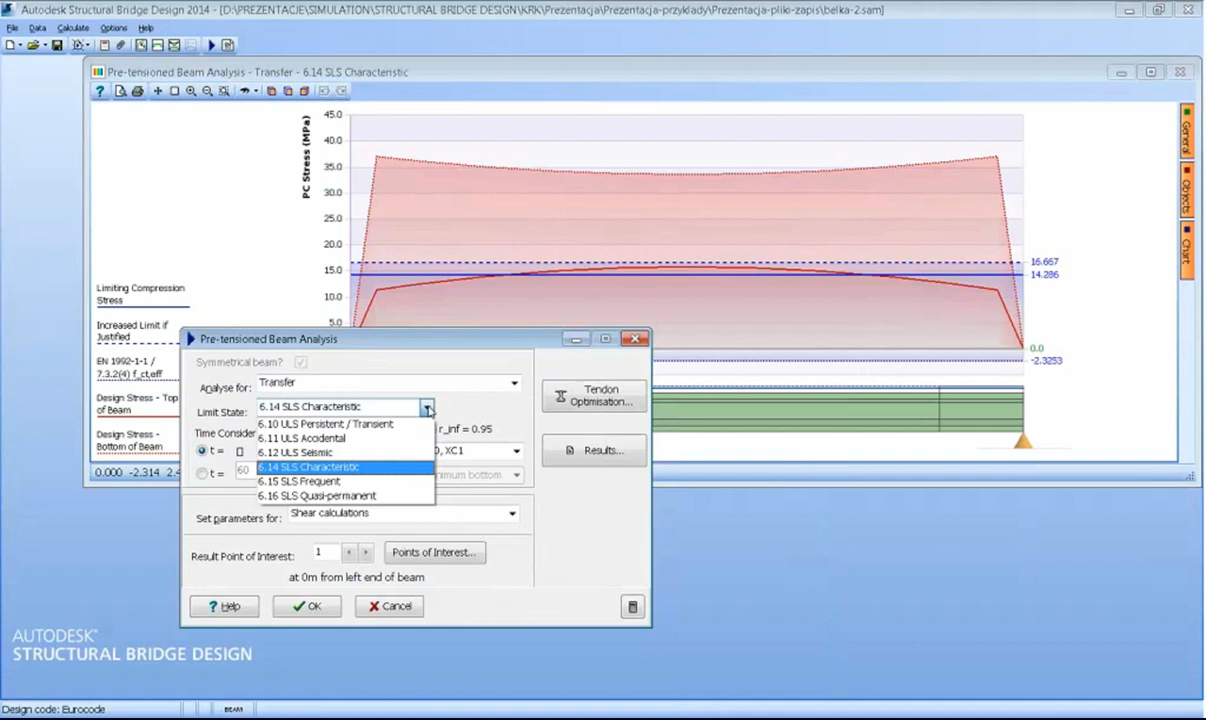 Autodesk Structural Bridge Design 2014 - [D:\PREZENTACJE\SIMULATION\STRUCTURAL BRIDGE DESIGN\KRK\Prezentacja\Prezentacja-przyklady\Prezentacja-pliki-zapis\belka-2.sam]
File Data Calculate Options Help
Pre-tensioned Beam Analysis - Transfer - 6.14 SLS Characteristic
PC Stress (MPa)
45.0
40.0
35.0
30.0
25.0
20.0
15.0
10.0
5.0
16.667
14.286
0.0
-2.3253
General
Objects
Chart
Limiting Compression
Stress
Increased Limit if
Justified
EN 1992-1-1 /
7.3.2(4) f_ct,eff
Design Stress - Top
of Beam
Design Stress -
Bottom of Beam
0.000 -2.314
Pre-tensioned Beam Analysis
Symmetrical beam?
Analyse for: Transfer
Limit State: 6.14 SLS Characteristic
6.10 ULS Persistent / Transient
6.11 ULS Accidental
6.12 ULS Seismic
6.14 SLS Characteristic
6.15 SLS Frequent
6.16 SLS Quasi-permanent
Time Consider
r_inf = 0.95
t = 0
, XC1
t = 60
nimum bottom
Set parameters for: Shear calculations
Result Point of Interest: 1 Points of Interest...
at 0m from left end of beam
Tendon
Optimisation...
Results...
Help OK Cancel
AUTODESK®
STRUCTURAL BRIDGE DESIGN
Design code: Eurocode BEAM